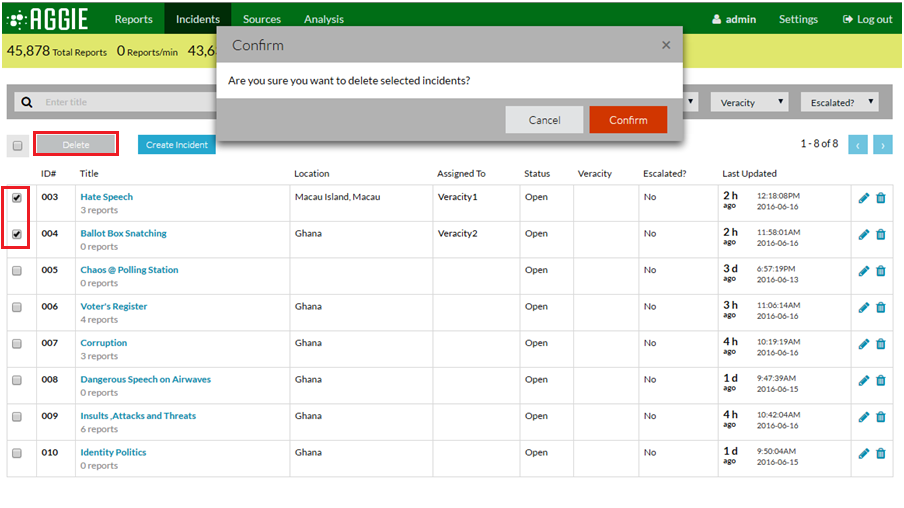 AGGIE Reports Incidents Sources Analysis admin Settings Log out
45,878 Total Reports 0 Reports/min
Confirm ×
Are you sure you want to delete selected incidents?
Cancel Confirm
Enter title Veracity Escalated?
Delete Create Incident 1 - 8 of 8 ‹ ›
ID# Title Location Assigned To Status Veracity Escalated? Last Updated
003 Hate Speech Macau Island, Macau Veracity1 Open No 2 h 12:18:08PM
3 reports ago 2016-06-16
004 Ballot Box Snatching Ghana Veracity2 Open No 2 h 11:58:01AM
0 reports ago 2016-06-16
005 Chaos @ Polling Station Open No 3 d 6:57:19PM
0 reports ago 2016-06-13
006 Voter's Register Ghana Open No 3 h 11:06:14AM
4 reports ago 2016-06-16
007 Corruption Ghana Open No 4 h 10:19:19AM
3 reports ago 2016-06-16
008 Dangerous Speech on Airwaves Ghana Open No 1 d 9:47:39AM
0 reports ago 2016-06-15
009 Insults ,Attacks and Threats Ghana Open No 4 h 10:42:04AM
6 reports ago 2016-06-16
010 Identity Politics Ghana Open No 1 d 9:50:04AM
0 reports ago 2016-06-15